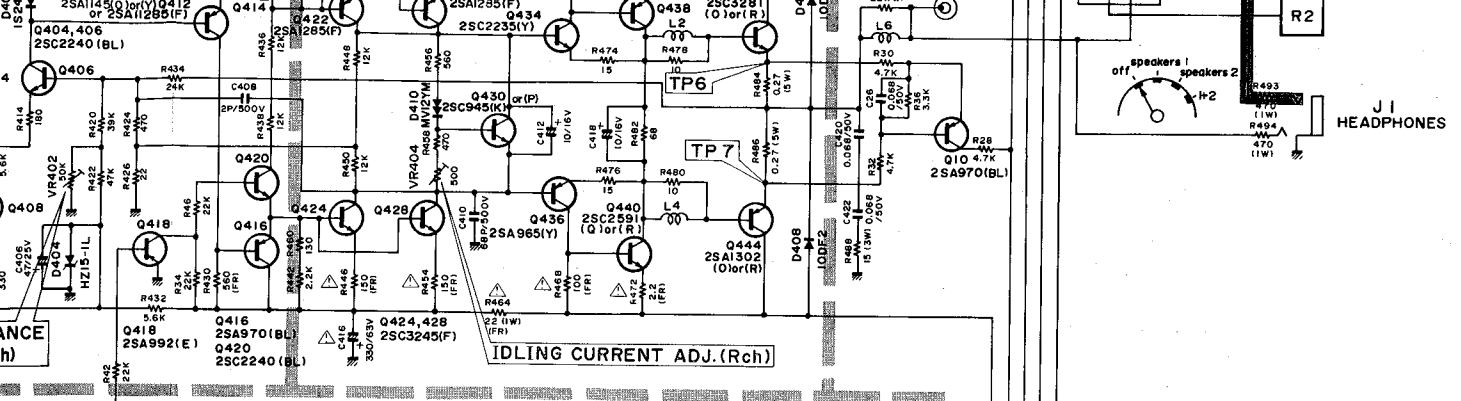 2SA1145(O)or(Y)Q412
or 2SA1285(F)
Q414
Q422
2SA1285(F)
2SA1285(F)
Q434
2SC2235(Y)
Q438
2SC3281
(O)or(R)
Q404,406
2SC2240(BL)
Q406
R434
24K
C408
2P/500V
R436
12K
R438
12K
R448
12K
R450
12K
R456
560
D410
MV12YM
R458
470
VR404
500
Q430 or(P)
2SC945(K)
C412
10/16V
C418
10/16V
R474
15
L2
R478
10
R482
68
TP6
R484
0.27
(5W)
TP7
R486
0.27 (5W)
R476
15
R480
10
L4
L6
R30
4.7K
C26
0.068
/50V
R36
3.3K
C420
0.068/50V
R32
4.7K
Q10
2SA970(BL)
R28
4.7K
R414
180
R420
39K
R424
470
R422
47K
R426
22
VR402
50K
5.6K
Q408
Q420
Q418
Q416
R46
22K
Q424
Q428
C410
68P/500V
Q436
2SA965(Y)
Q440
2SC2591
(Q)or(R)
Q444
2SA1302
(O)or(R)
D408
10DF2
C422
0.068
/50V
R488
15 (3W)
C406
47/25V
D404
HZ15-1L
R34
22K
R430
560
(FR)
R460
130
R442
2.2K
R446
150
(FR)
R454
150
(FR)
R468
100
(FR)
R472
2.2
(FR)
330
R432
5.6K
R464
22 (1W)
(FR)
Q418
2SA992(E)
Q416
2SA970(BL)
Q420
2SC2240(BL)
C416
330/63V
Q424,428
2SC3245(F)
R42
22K
ANCE
h)
IDLING CURRENT ADJ.(Rch)
R2
off
speakers 1
speakers 2
1+2
R493
470
(1W)
R494
470
(1W)
J1
HEADPHONES